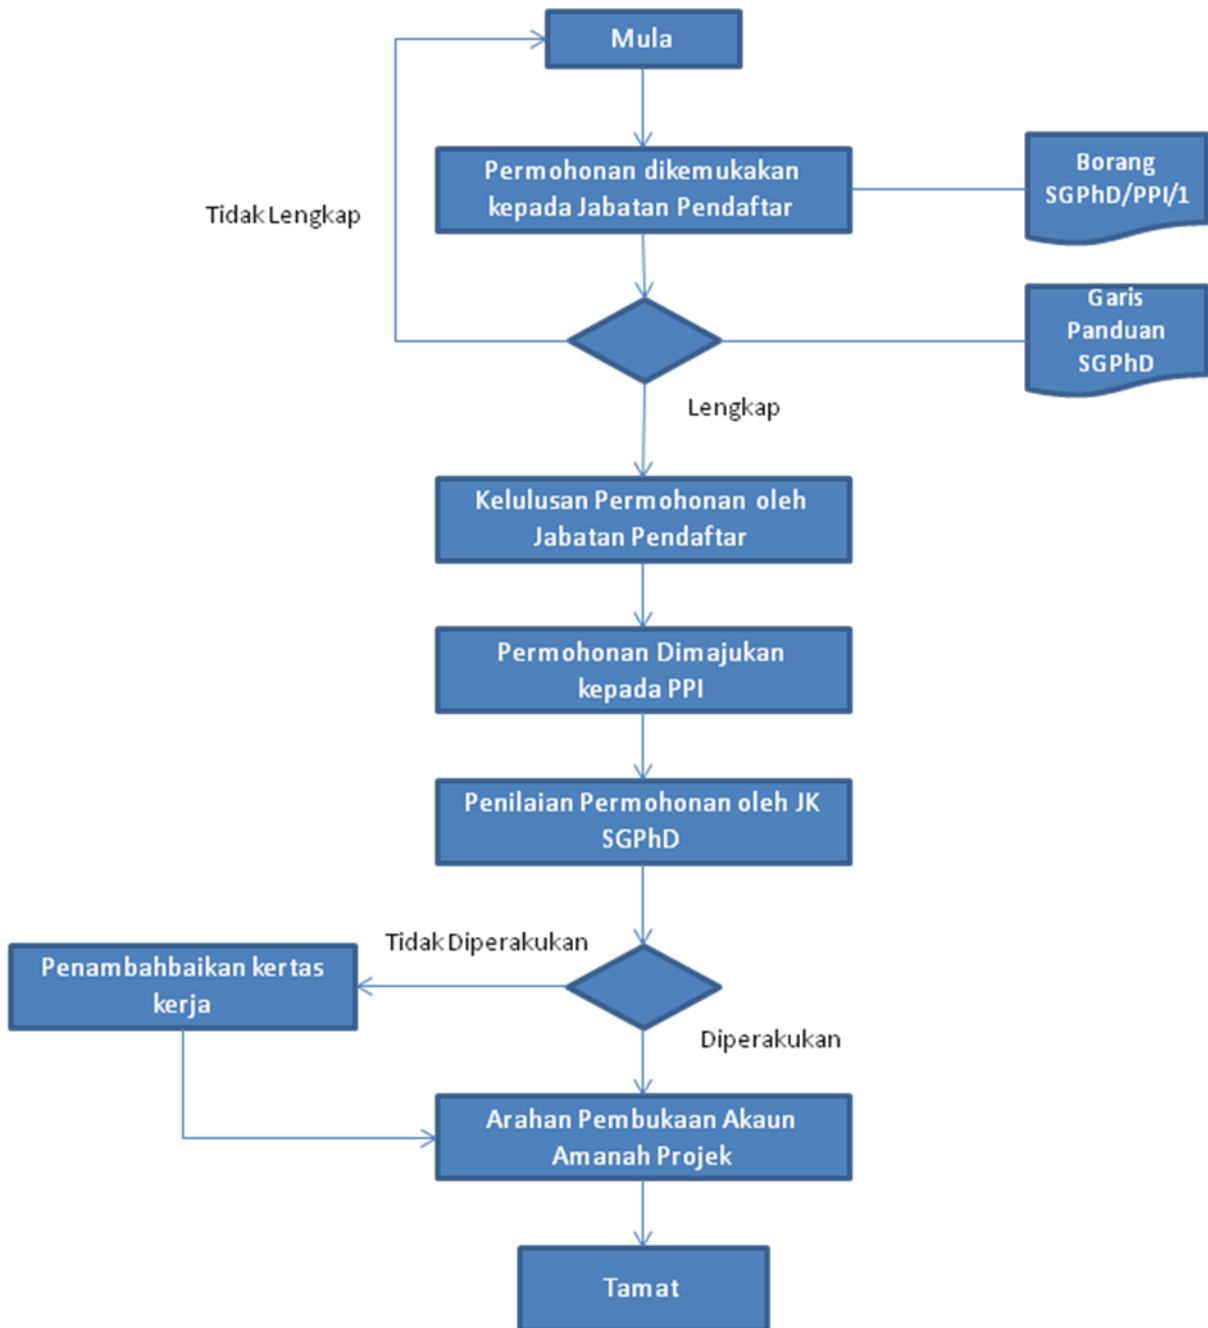 Mula
Permohonan dikemukakan
kepada Jabatan Pendaftar
Borang
SGPhD/PPI/1
Tidak Lengkap
Garis
Panduan
SGPhD
Lengkap
Kelulusan Permohonan oleh
Jabatan Pendaftar
Permohonan Dimajukan
kepada PPI
Penilaian Permohonan oleh JK
SGPhD
Tidak Diperakukan
Penambahbaikan kertas
kerja
Diperakukan
Arahan Pembukaan Akaun
Amanah Projek
Tamat